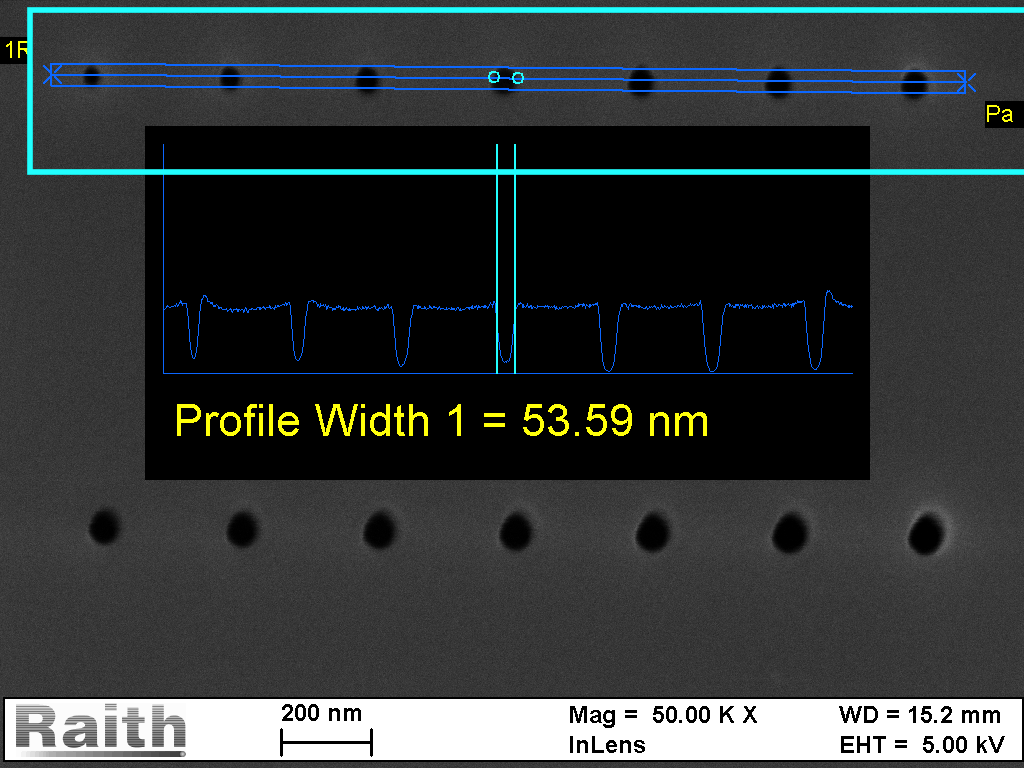 1R
Pa
Profile Width 1 = 53.59 nm
Raith
200 nm
Mag = 50.00 K X
InLens
WD = 15.2 mm
EHT = 5.00 kV